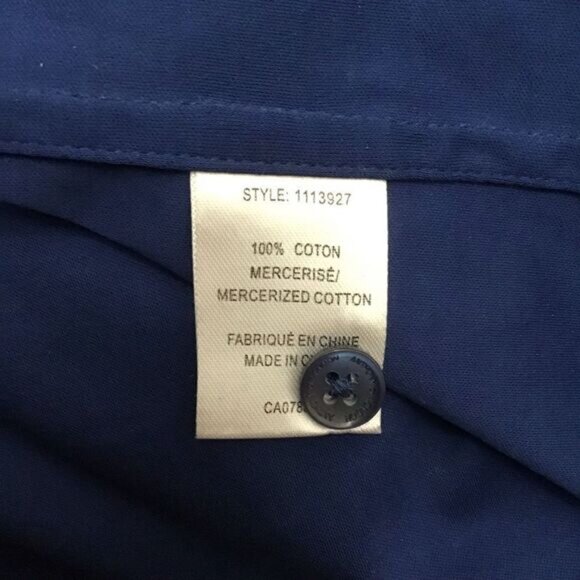 STYLE: 1113927
100% COTON
MERCERISÉ/
MERCERIZED COTTON
FABRIQUÉ EN CHINE
MADE IN